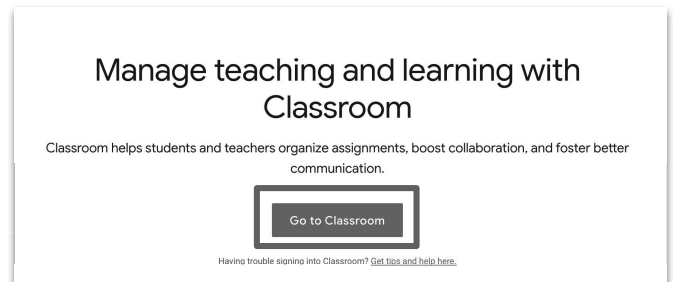 Manage teaching and learning with
Classroom
Classroom helps students and teachers organize assignments, boost collaboration, and foster better
communication.
Go to Classroom
Having trouble signing into Classroom? Get tips and help here.